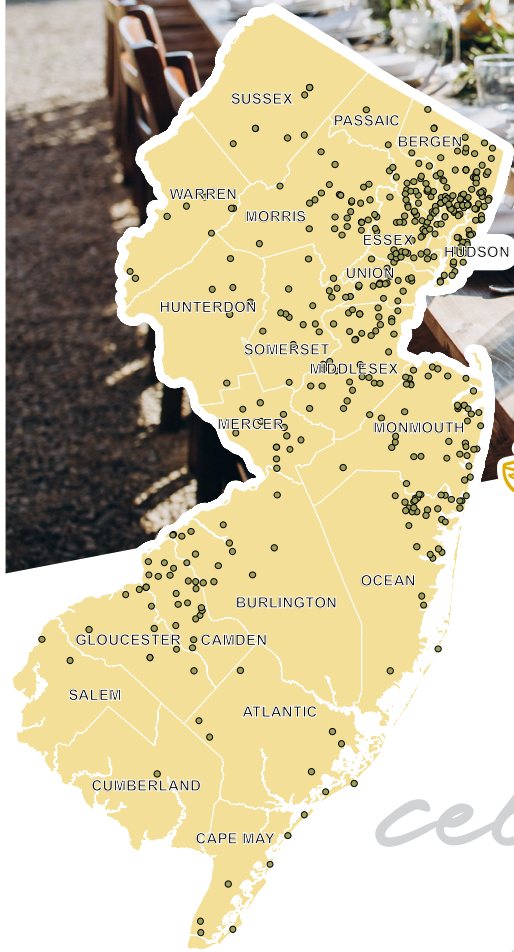 SUSSEX
PASSAIC
BERGEN
WARREN
MORRIS
ESSEX
HUDSON
UNION
HUNTERDON
SOMERSET
MIDDLESEX
MERCER
MONMOUTH
OCEAN
BURLINGTON
GLOUCESTER
CAMDEN
SALEM
ATLANTIC
CUMBERLAND
CAPE MAY
cel